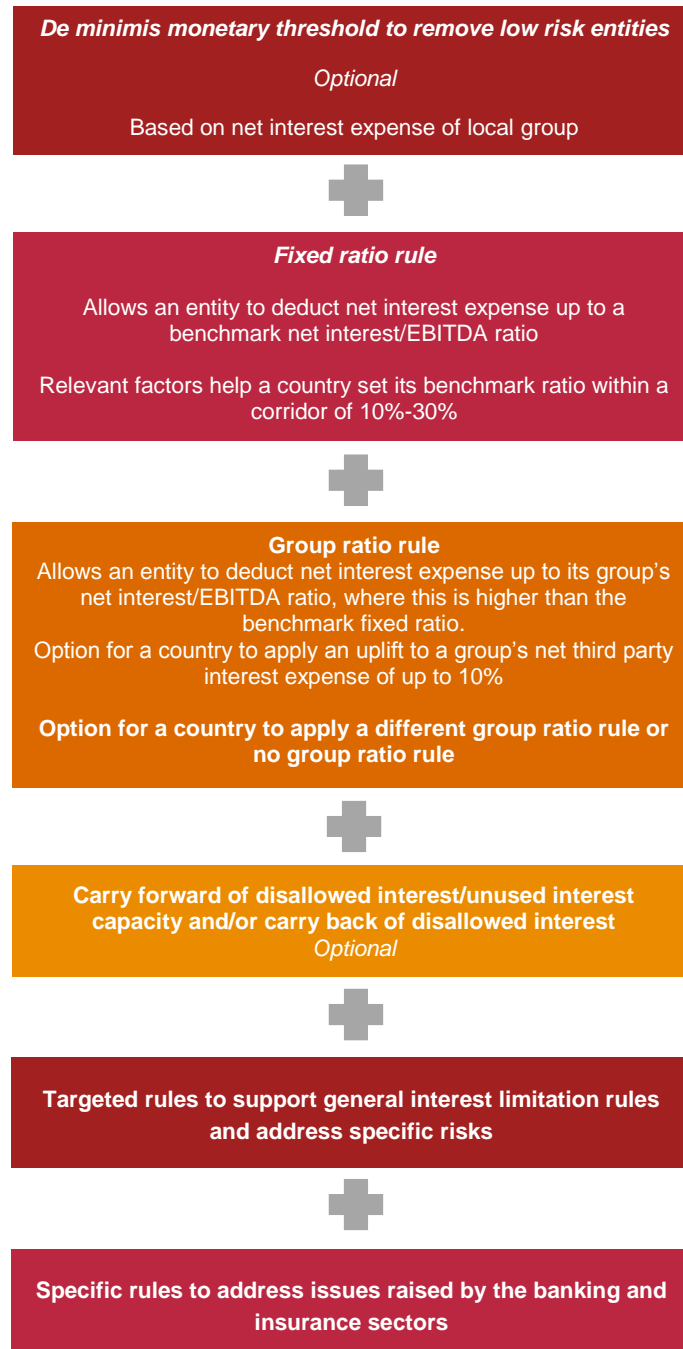 De minimis monetary threshold to remove low risk entities
Optional
Based on net interest expense of local group
Fixed ratio rule
Allows an entity to deduct net interest expense up to a
benchmark net interest/EBITDA ratio
Relevant factors help a country set its benchmark ratio within a
corridor of 10%-30%
Group ratio rule
Allows an entity to deduct net interest expense up to its group’s
net interest/EBITDA ratio, where this is higher than the
benchmark fixed ratio.
Option for a country to apply an uplift to a group’s net third party
interest expense of up to 10%
Option for a country to apply a different group ratio rule or
no group ratio rule
Carry forward of disallowed interest/unused interest
capacity and/or carry back of disallowed interest
Optional
Targeted rules to support general interest limitation rules
and address specific risks
Specific rules to address issues raised by the banking and
insurance sectors